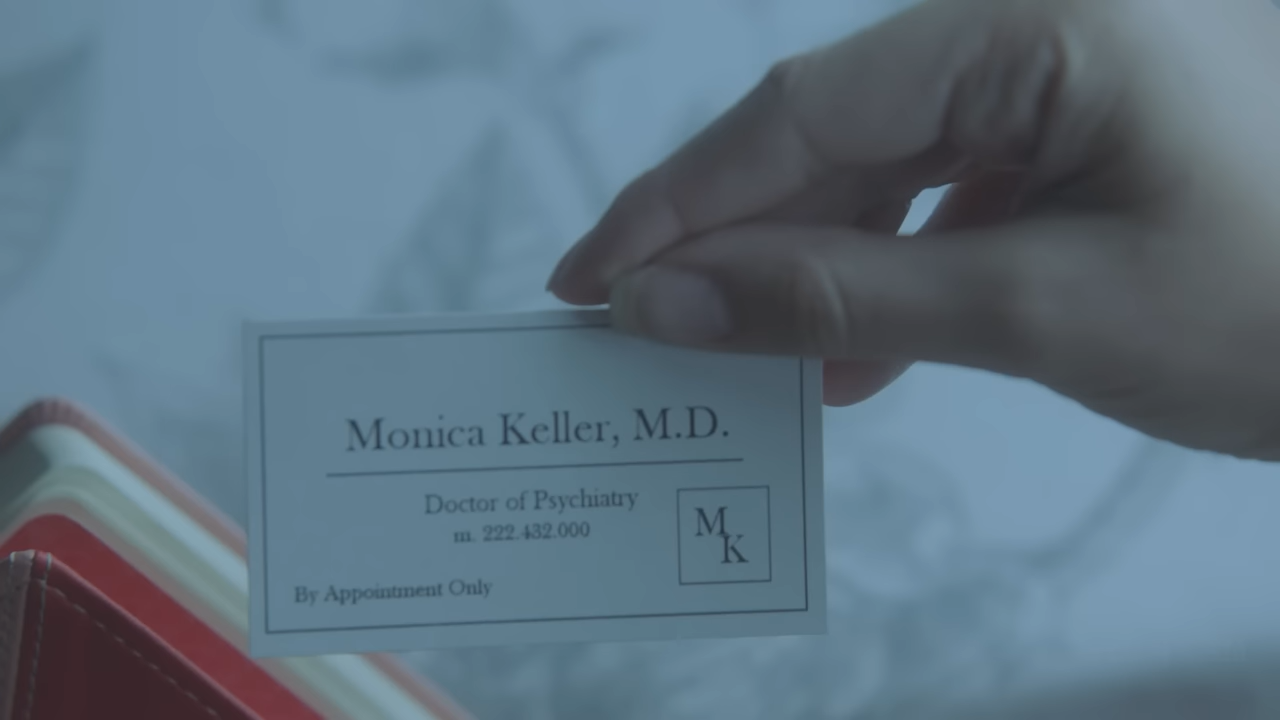 Monica Keller, M.D.
Doctor of Psychiatry
m. 222.432.000
By Appointment Only
M
K